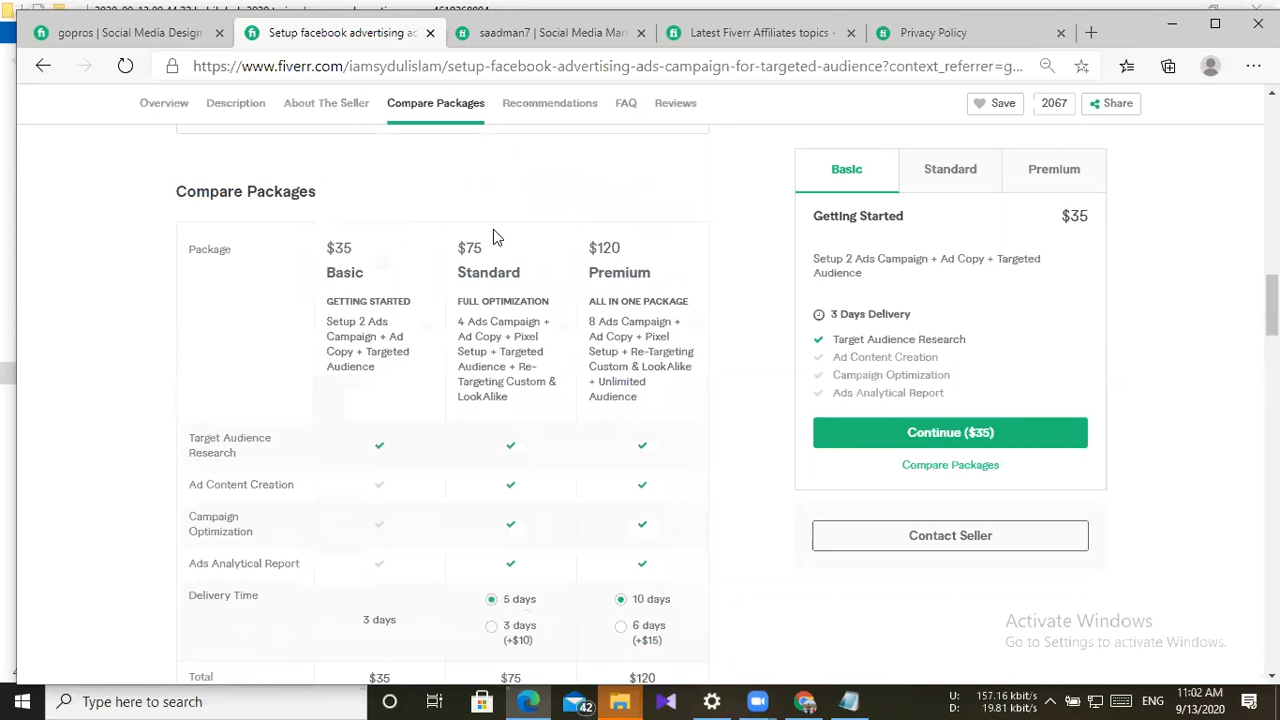 gopros | Social Media Design
Setup facebook advertising ac
saadman7 | Social Media Mark
Latest Fiverr Affiliates topics -
Privacy Policy
https://www.fiverr.com/iamsydulislam/setup-facebook-advertising-ads-campaign-for-targeted-audience?context_referrer=g...
Overview Description About The Seller Compare Packages Recommendations FAQ Reviews
Save 2067 Share
Compare Packages
Package
$35
Basic
GETTING STARTED
Setup 2 Ads
Campaign + Ad
Copy + Targeted
Audience
$75
Standard
FULL OPTIMIZATION
4 Ads Campaign +
Ad Copy + Pixel
Setup + Targeted
Audience + Re-
Targeting Custom &
LookAlike
$120
Premium
ALL IN ONE PACKAGE
8 Ads Campaign +
Ad Copy + Pixel
Setup + Re-Targeting
Custom & LookAlike
+ Unlimited
Audience
Target Audience
Research
Ad Content Creation
Campaign
Optimization
Ads Analytical Report
Delivery Time
3 days
5 days
3 days
(+$10)
10 days
6 days
(+$15)
Total $35 $75 $120
Basic Standard Premium
Getting Started $35
Setup 2 Ads Campaign + Ad Copy + Targeted
Audience
3 Days Delivery
Target Audience Research
Ad Content Creation
Campaign Optimization
Ads Analytical Report
Continue ($35)
Compare Packages
Contact Seller
Activate Windows
Go to Settings to activate Windows.
Type here to search
42
U: 157.16 kbit/s
D: 19.81 kbit/s
ENG
11:02 AM
9/13/2020